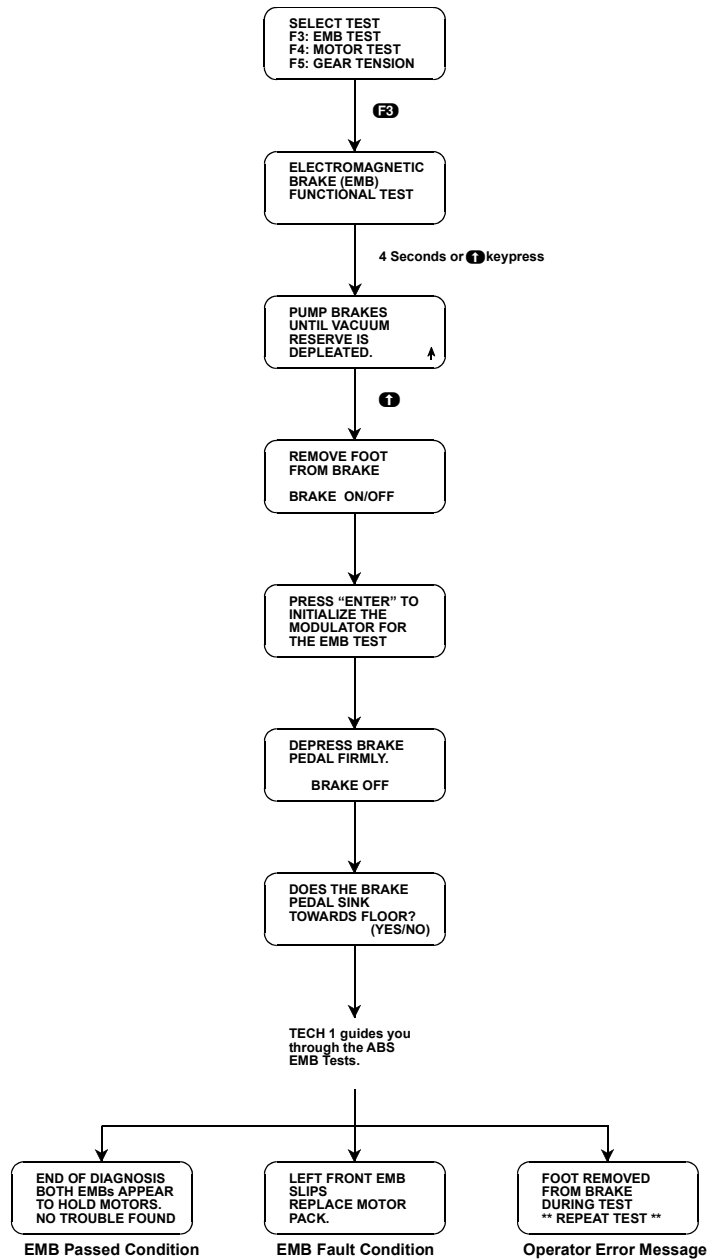 SELECT TEST
F3: EMB TEST
F4: MOTOR TEST
F5: GEAR TENSION
F3
ELECTROMAGNETIC
BRAKE (EMB)
FUNCTIONAL TEST
4 Seconds or ↑ keypress
PUMP BRAKES
UNTIL VACUUM
RESERVE IS
DEPLEATED. ↑
↑
REMOVE FOOT
FROM BRAKE
BRAKE ON/OFF
PRESS “ENTER” TO
INITIALIZE THE
MODULATOR FOR
THE EMB TEST
DEPRESS BRAKE
PEDAL FIRMLY.
BRAKE OFF
DOES THE BRAKE
PEDAL SINK
TOWARDS FLOOR?
(YES/NO)
TECH 1 guides you
through the ABS
EMB Tests.
END OF DIAGNOSIS
BOTH EMBs APPEAR
TO HOLD MOTORS.
NO TROUBLE FOUND
EMB Passed Condition
LEFT FRONT EMB
SLIPS
REPLACE MOTOR
PACK.
EMB Fault Condition
FOOT REMOVED
FROM BRAKE
DURING TEST
** REPEAT TEST **
Operator Error Message